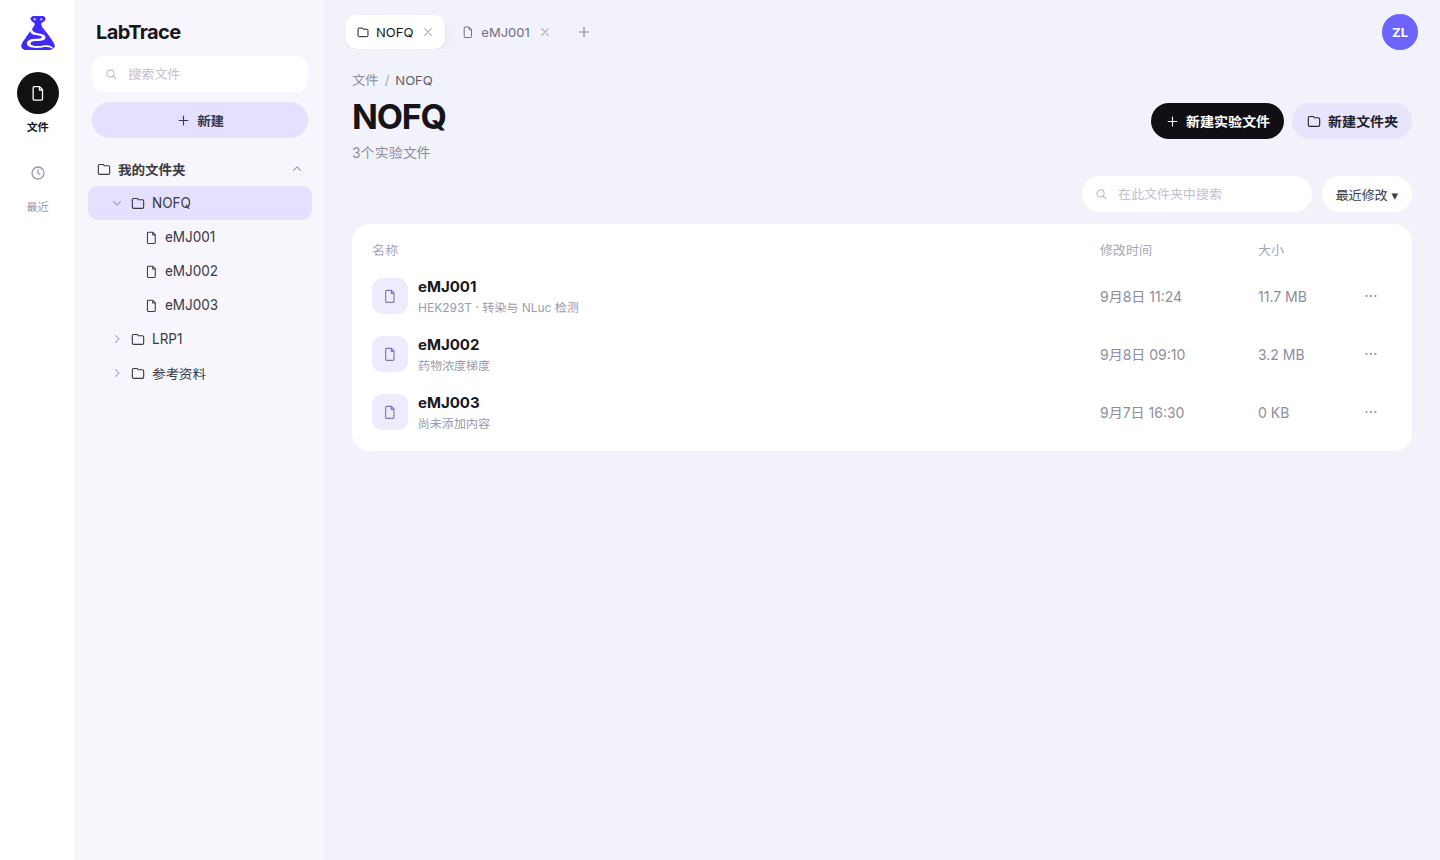 LabTrace
搜索文件
新建
文件
最近
我的文件夹
NOFQ
eMJ001
eMJ002
eMJ003
LRP1
参考资料
NOFQ
eMJ001
ZL
文件 / NOFQ
NOFQ
3个实验文件
新建实验文件
新建文件夹
在此文件夹中搜索
最近修改 ▾
名称 修改时间 大小
eMJ001
HEK293T · 转染与 NLuc 检测
9月8日 11:24 11.7 MB
eMJ002
药物浓度梯度
9月8日 09:10 3.2 MB
eMJ003
尚未添加内容
9月7日 16:30 0 KB